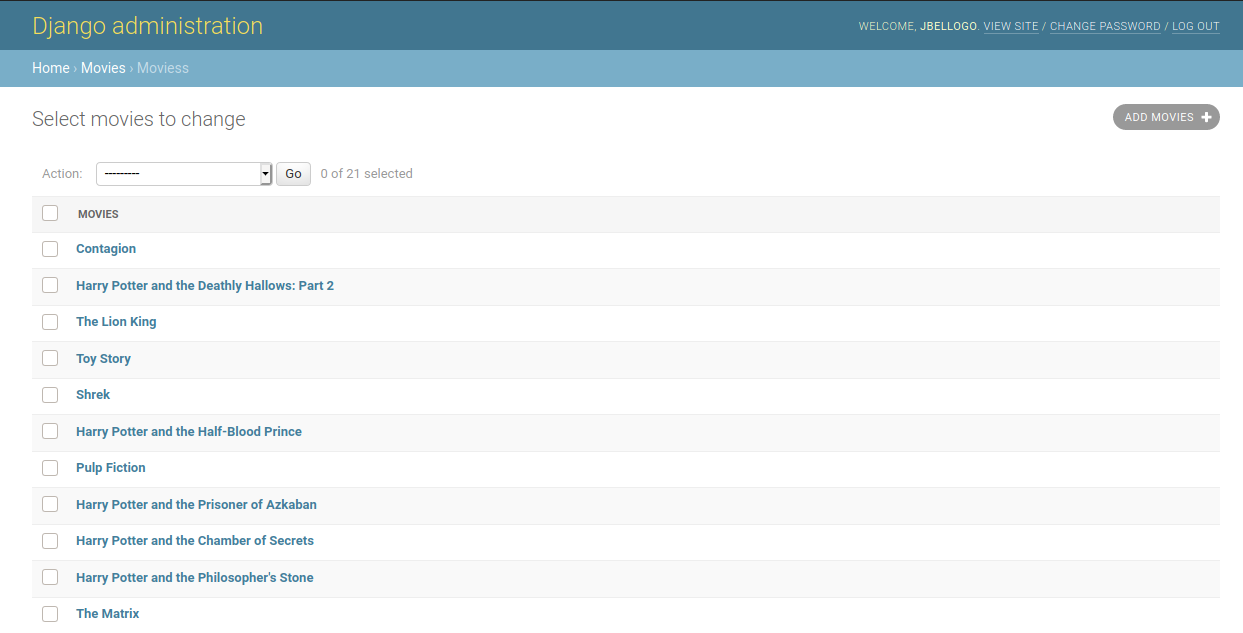 Django administration
WELCOME, JBELLOGO. VIEW SITE / CHANGE PASSWORD / LOG OUT
Home › Movies › Moviess
Select movies to change
ADD MOVIES +
Action: --------- Go 0 of 21 selected
MOVIES
Contagion
Harry Potter and the Deathly Hallows: Part 2
The Lion King
Toy Story
Shrek
Harry Potter and the Half-Blood Prince
Pulp Fiction
Harry Potter and the Prisoner of Azkaban
Harry Potter and the Chamber of Secrets
Harry Potter and the Philosopher's Stone
The Matrix